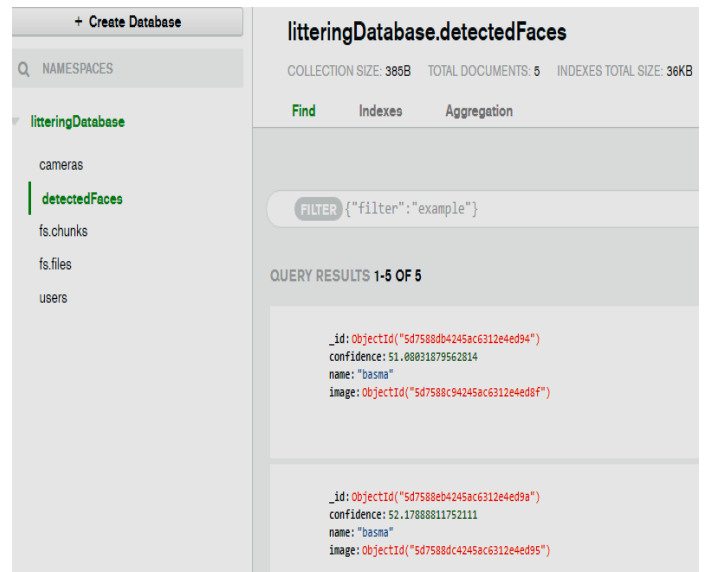 + Create Database
NAMESPACES
litteringDatabase
cameras
detectedFaces
fs.chunks
fs.files
users
litteringDatabase.detectedFaces
COLLECTION SIZE: 385B TOTAL DOCUMENTS: 5 INDEXES TOTAL SIZE: 36KB
Find Indexes Aggregation
FILTER {"filter":"example"}
QUERY RESULTS 1-5 OF 5
_id: ObjectId("5d7588db4245ac6312e4ed94")
confidence: 51.08031879562814
name: "basma"
image: ObjectId("5d7588c94245ac6312e4ed8f")
_id: ObjectId("5d7588eb4245ac6312e4ed9a")
confidence: 52.17888811752111
name: "basma"
image: ObjectId("5d7588dc4245ac6312e4ed95")